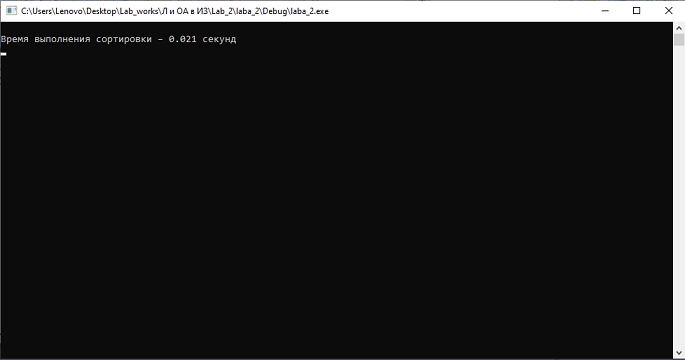 C:\Users\Lenovo\Desktop\Lab_works\Л и ОА в ИЗ\Lab_2\laba_2\Debug\laba_2.exe
Время выполнения сортировки – 0.021 секунд